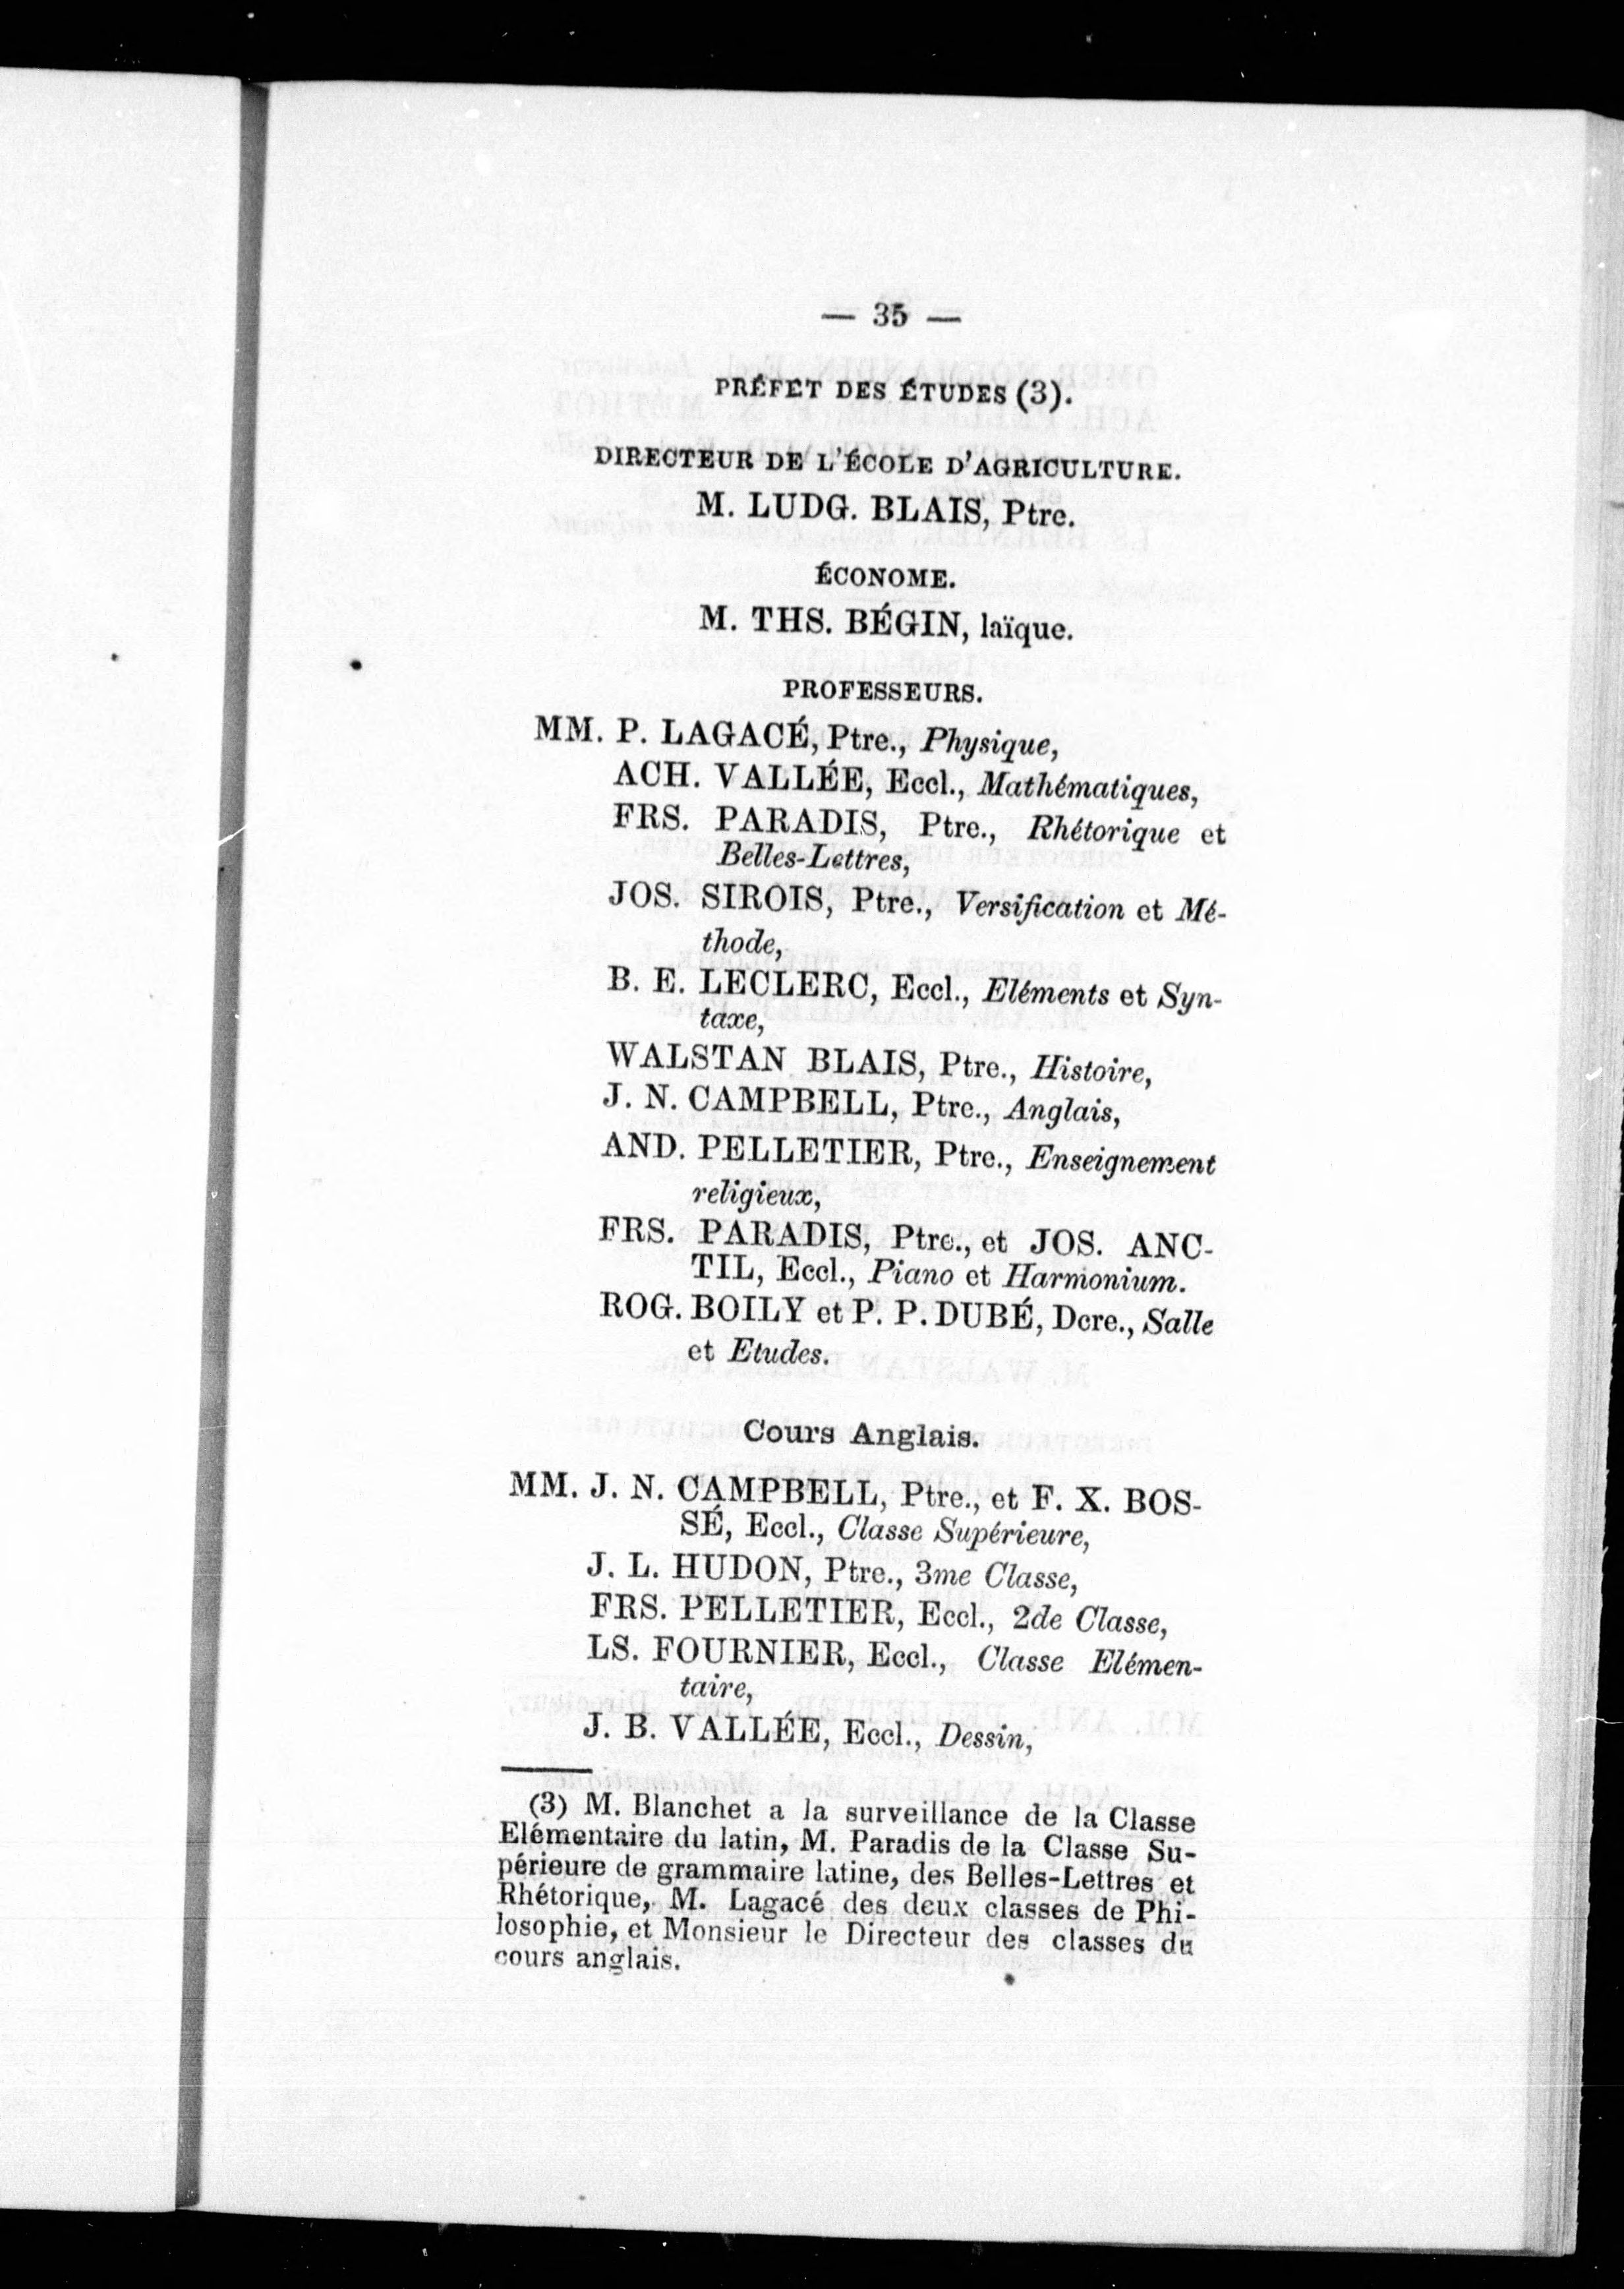 — 35 —
PRÉFET DES ÉTUDES (3).
DIRECTEUR DE L'ÉCOLE D'AGRICULTURE.
M. LUDG. BLAIS, Ptre.
ÉCONOME.
M. THS. BÉGIN, laïque.
PROFESSEURS.
MM. P. LAGACÉ, Ptre., Physique,
ACH. VALLÉE, Eccl., Mathématiques,
FRS. PARADIS, Ptre., Rhétorique et
Belles-Lettres,
JOS. SIROIS, Ptre., Versification et Mé-
thode,
B. E. LECLERC, Eccl., Eléments et Syn-
taxe,
WALSTAN BLAIS, Ptre., Histoire,
J. N. CAMPBELL, Ptre., Anglais,
AND. PELLETIER, Ptre., Enseignement
religieux,
FRS. PARADIS, Ptre., et JOS. ANC-
TIL, Eccl., Piano et Harmonium.
ROG. BOILY et P. P. DUBÉ, Dcre., Salle
et Etudes.
Cours Anglais.
MM. J. N. CAMPBELL, Ptre., et F. X. BOS-
SÉ, Eccl., Classe Supérieure,
J. L. HUDON, Ptre., 3me Classe,
FRS. PELLETIER, Eccl., 2de Classe,
LS. FOURNIER, Eccl., Classe Elémen-
taire,
J. B. VALLÉE, Eccl., Dessin,
(3) M. Blanchet a la surveillance de la Classe
Elémentaire du latin, M. Paradis de la Classe Su-
périeure de grammaire latine, des Belles-Lettres et
Rhétorique, M. Lagacé des deux classes de Phi-
losophie, et Monsieur le Directeur des classes du
cours anglais.